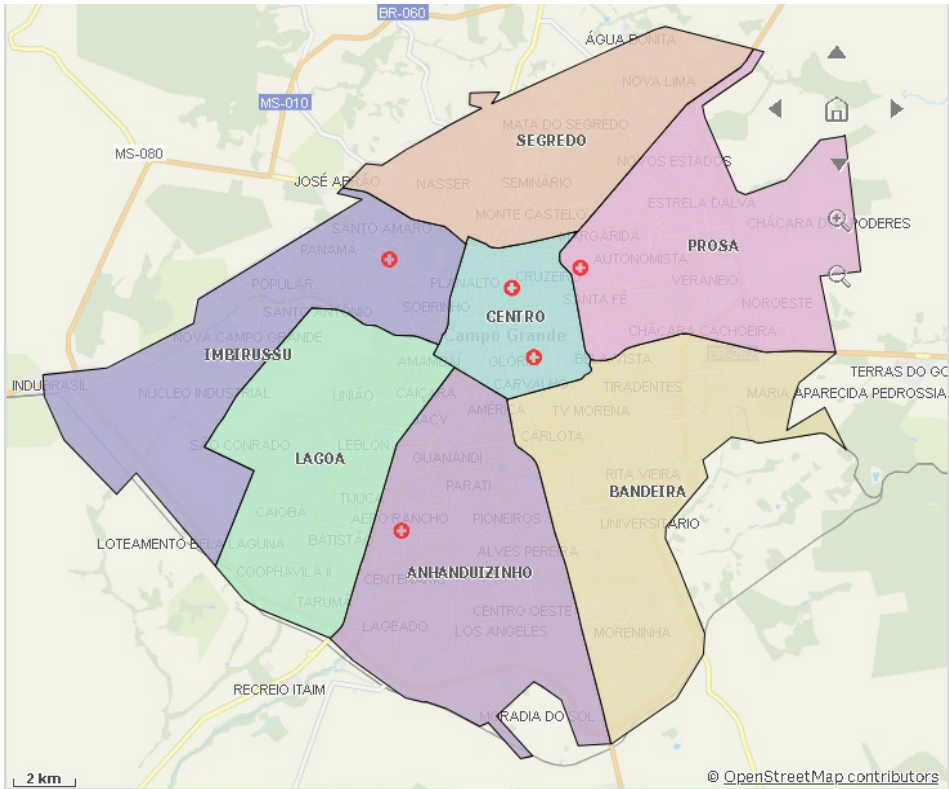 BR-060
ÁGUA BONITA
NOVA LIMA
MS-010
MATA DO SEGREDO
SEGREDO
MS-080
NOVOS ESTADOS
JOSÉ ABRÃO
NASSER
SEMINÁRIO
ESTRELA DALVA
MONTE CASTELO
SANTO AMARO
CHÁCARA DOS PODERES
PANAMÁ
PROSA
AUTONOMISTA
CRUZEIRO
POPULAR
PLANALTO
VERANEIO
SANTA FÉ
NOROESTE
SOBRINHO
SANTO ANTÔNIO
CENTRO
CHÁCARA CACHOEIRA
NOVA CAMPO GRANDE
Campo Grande
IMBIRUSSU
AMAMBAÍ
GLÓRIA
BELA VISTA
TERRAS DO GO
INDUBRASIL
NÚCLEO INDUSTRIAL
UNIÃO
CAIÇARA
CARVALHO
TIRADENTES
MARIA APARECIDA PEDROSSIA
AMÉRICA
TV MORENA
JACY
CARLOTA
SÃO CONRADO
LEBLON
LAGOA
GUANANDI
RITA VIEIRA
PARATI
BANDEIRA
TIJUCA
CAIOBÁ
AERO RANCHO
PIONEIROS
UNIVERSITÁRIO
LOTEAMENTO BELA LAGUNA
BATISTÃO
ALVES PEREIRA
COOPHAVILA II
CENTENÁRIO
ANHANDUIZINHO
TARUMÃ
CENTRO OESTE
LAGEADO
LOS ANGELES
MORENINHA
RECREIO ITAIM
MORADIA DO SOL
2 km
© OpenStreetMap contributors